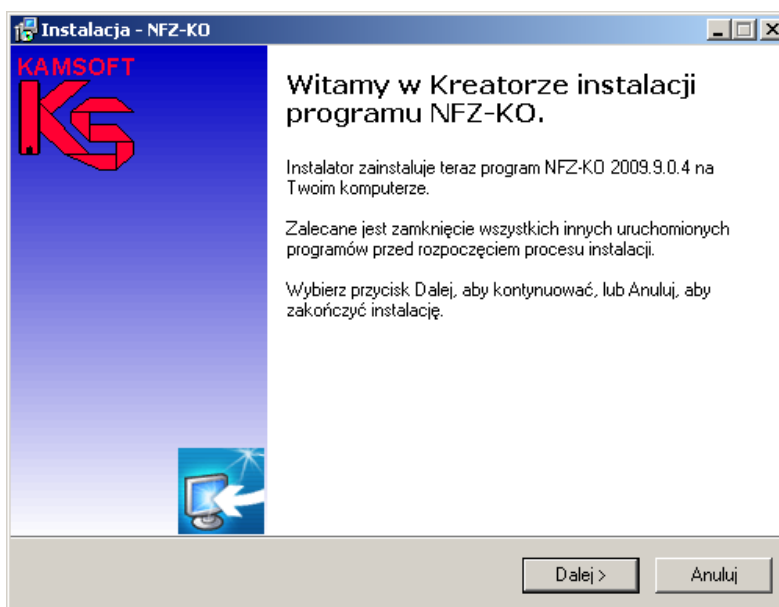 Instalacja - NFZ-KO
KAMSOFT
KS
Witamy w Kreatorze instalacji
programu NFZ-KO.
Instalator zainstaluje teraz program NFZ-KO 2009.9.0.4 na
Twoim komputerze.
Zalecane jest zamknięcie wszystkich innych uruchomionych
programów przed rozpoczęciem procesu instalacji.
Wybierz przycisk Dalej, aby kontynuować, lub Anuluj, aby
zakończyć instalację.
Dalej >
Anuluj